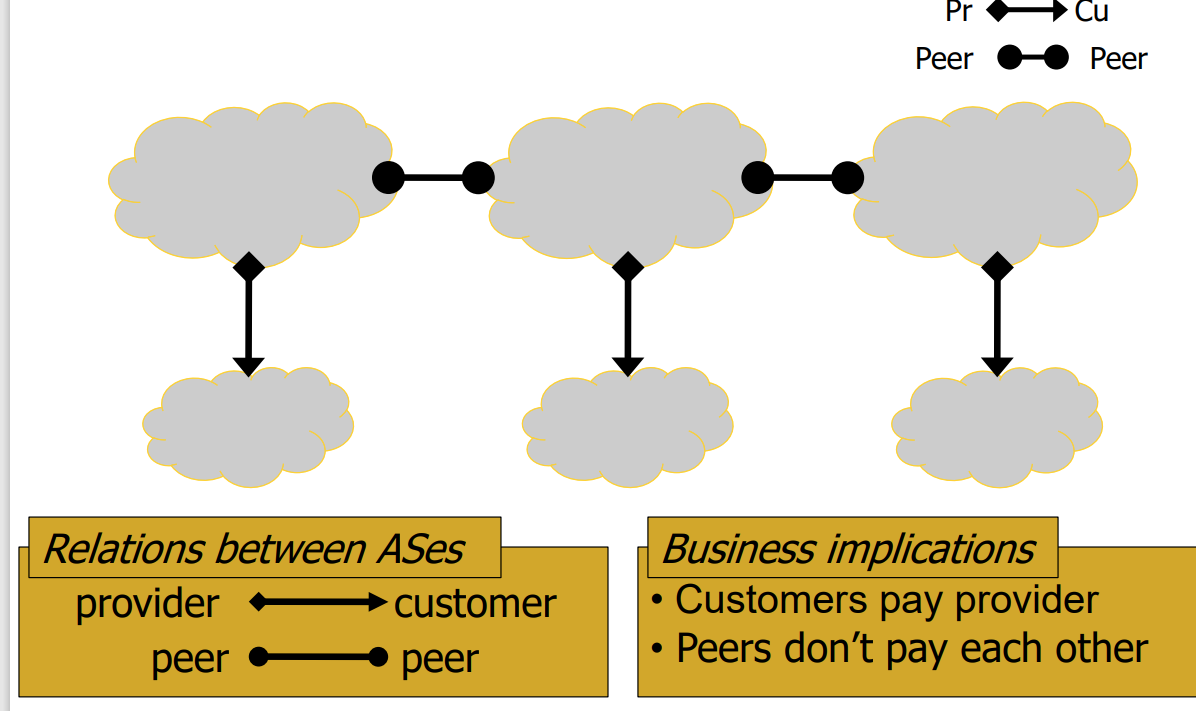 Pr Cu
Peer Peer
Relations between ASes
provider customer
peer peer
Business implications
• Customers pay provider
• Peers don’t pay each other